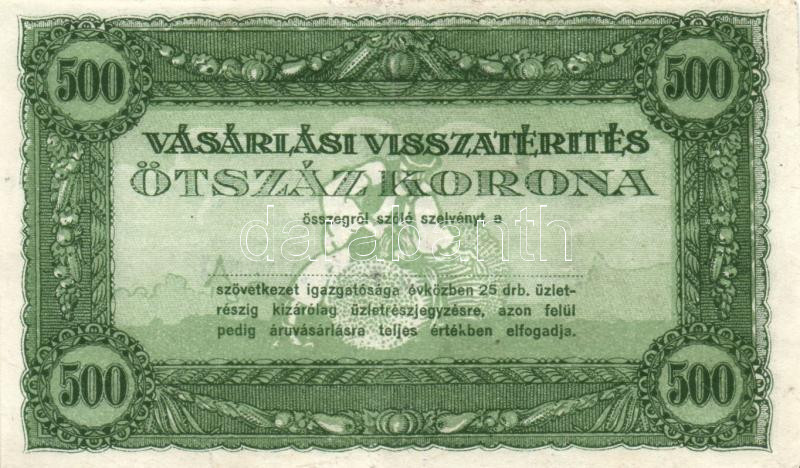 500 500
VÁSÁRLÁSI VISSZATÉRITÉS
ÖTSZÁZ KORONA
összegről szóló szelvényt a
darabanth
szövetkezet igazgatósága évközben 25 drb. üzlet-
részig kizárólag üzletrészjegyzésre, azon felül
pedig áruvásárlásra teljes értékben elfogadja.
500 500